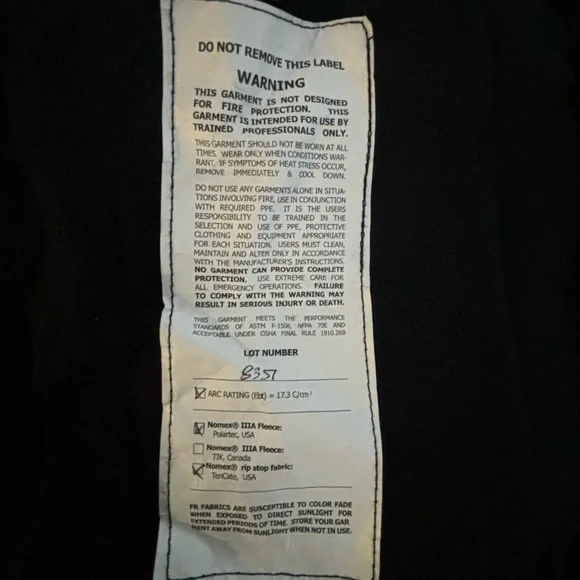 DO NOT REMOVE THIS LABEL
WARNING
THIS GARMENT IS NOT DESIGNED
FOR FIRE PROTECTION. THIS
GARMENT IS INTENDED FOR USE BY
TRAINED PROFESSIONALS ONLY.
THIS GARMENT SHOULD NOT BE WORN AT ALL
TIMES. WEAR ONLY WHEN CONDITIONS WAR-
RANT. IF SYMPTOMS OF HEAT STRESS OCCUR,
REMOVE IMMEDIATELY & COOL DOWN.
DO NOT USE ANY GARMENTS ALONE IN SITUA-
TIONS INVOLVING FIRE, USE IN CONJUNCTION
WITH REQUIRED PPE. IT IS THE USERS
RESPONSIBILITY TO BE TRAINED IN THE
SELECTION AND USE OF PPE, PROTECTIVE
CLOTHING AND EQUIPMENT APPROPRIATE
FOR EACH SITUATION. USERS MUST CLEAN,
MAINTAIN AND ALTER ONLY IN ACCORDANCE
WITH THE MANUFACTURER'S INSTRUCTIONS.
NO GARMENT CAN PROVIDE COMPLETE
PROTECTION. USE EXTREME CARE FOR
ALL EMERGENCY OPERATIONS. FAILURE
TO COMPLY WITH THE WARNING MAY
RESULT IN SERIOUS INJURY OR DEATH.
THIS GARMENT MEETS THE PERFORMANCE
STANDARDS OF ASTM F-1506, NFPA 70E AND
ACCEPTABLE UNDER OSHA FINAL RULE 1910.269
LOT NUMBER
8357
ARC RATING (Ebt) = 17.3 C/cm²
Nomex® IIIA Fleece:
Polartec, USA
Nomex® IIIA Fleece:
TIK, Canada
Nomex® rip stop fabric:
TenCate, USA
FR FABRICS ARE SUSCEPTIBLE TO COLOR FADE
WHEN EXPOSED TO DIRECT SUNLIGHT FOR
EXTENDED PERIODS OF TIME. STORE YOUR GAR
MENT AWAY FROM SUNLIGHT WHEN NOT IN USE.